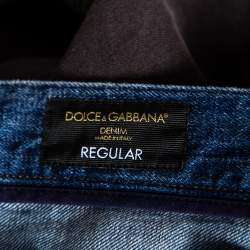 DOLCE & GABBANA®
DENIM
MADE IN ITALY
REGULAR